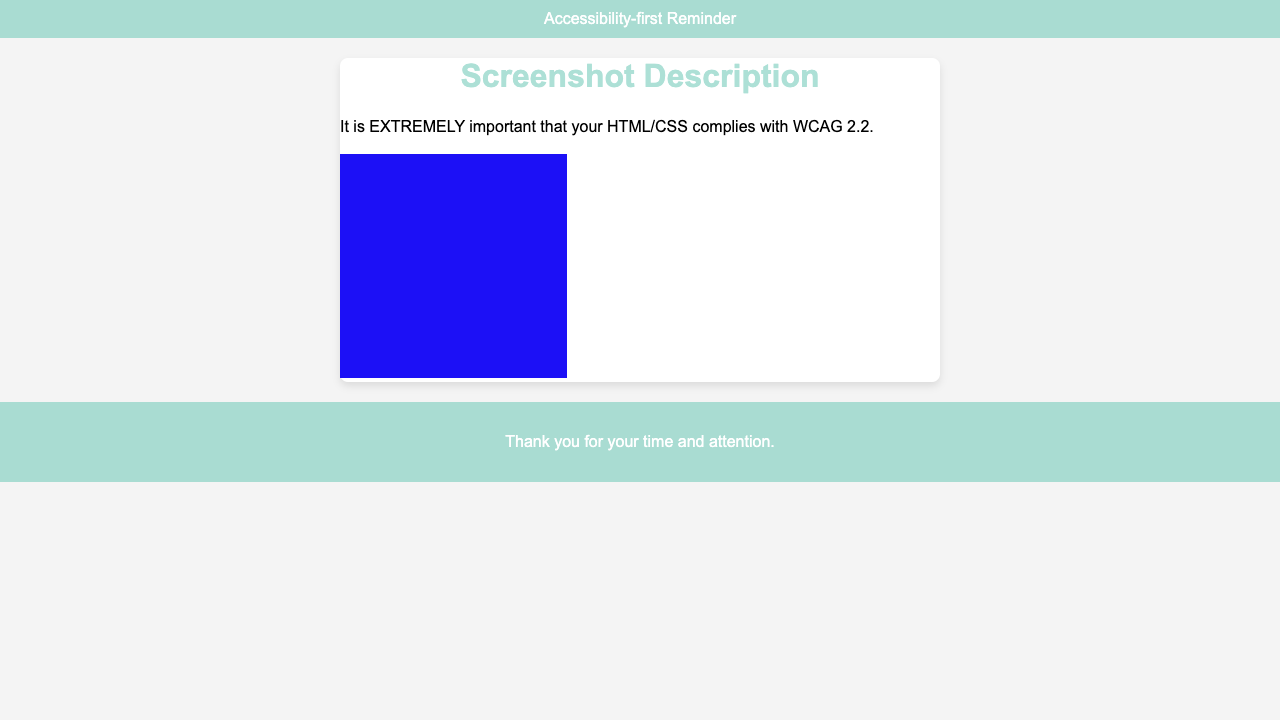 Accessibility-first Reminder
Screenshot Description
It is EXTREMELY important that your HTML/CSS complies with WCAG 2.2.
Thank you for your time and attention.